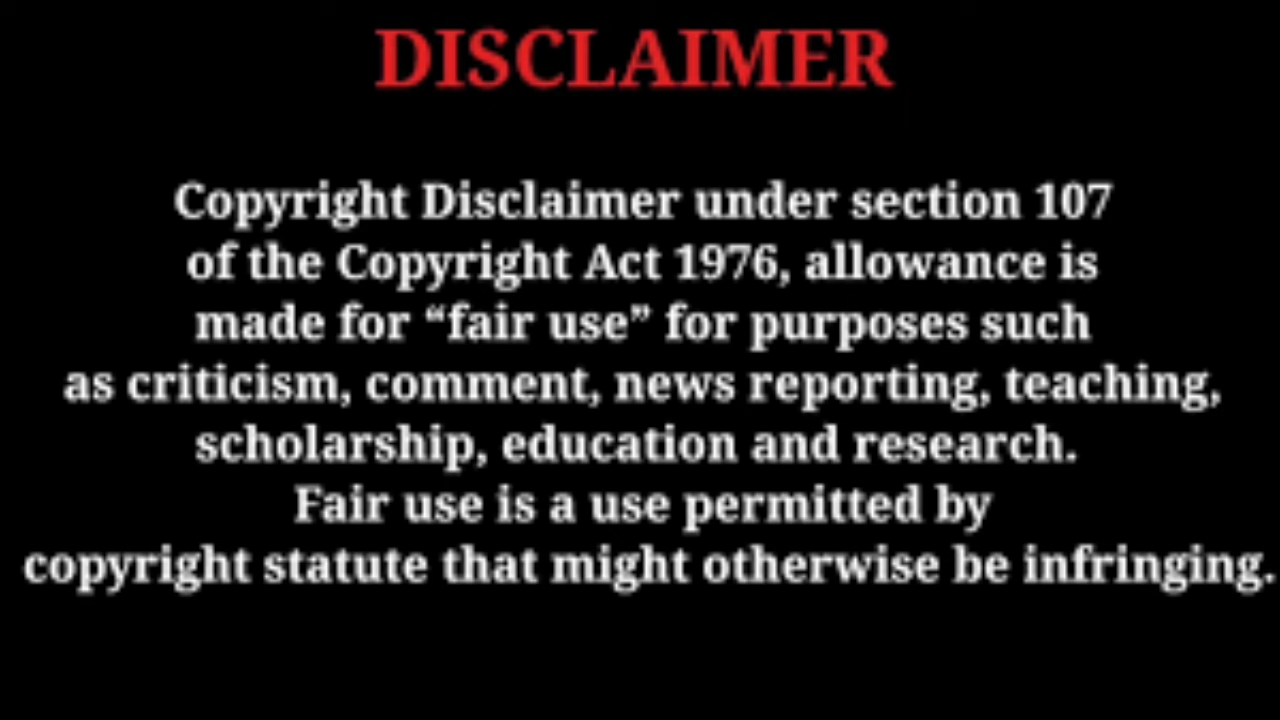 DISCLAIMER
Copyright Disclaimer under section 107
of the Copyright Act 1976, allowance is
made for “fair use” for purposes such
as criticism, comment, news reporting, teaching,
scholarship, education and research.
Fair use is a use permitted by
copyright statute that might otherwise be infringing.